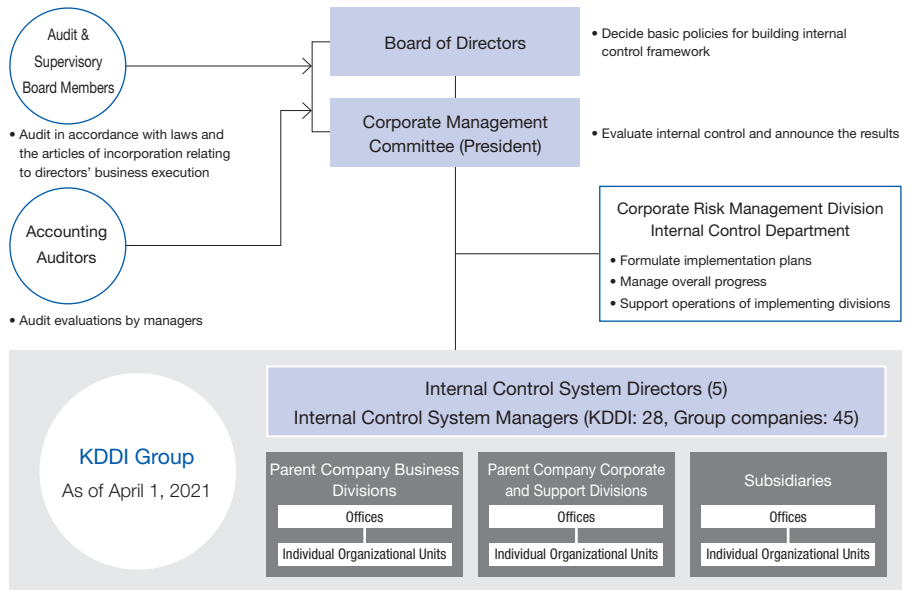 Audit &
Supervisory
Board Members
• Audit in accordance with laws and
the articles of incorporation relating
to directors' business execution
Accounting
Auditors
• Audit evaluations by managers
Board of Directors
• Decide basic policies for building internal
control framework
Corporate Management
Committee (President)
• Evaluate internal control and announce the results
Corporate Risk Management Division
Internal Control Department
• Formulate implementation plans
• Manage overall progress
• Support operations of implementing divisions
KDDI Group
As of April 1, 2021
Internal Control System Directors (5)
Internal Control System Managers (KDDI: 28, Group companies: 45)
Parent Company Business
Divisions
Offices
Individual Organizational Units
Parent Company Corporate
and Support Divisions
Offices
Individual Organizational Units
Subsidiaries
Offices
Individual Organizational Units